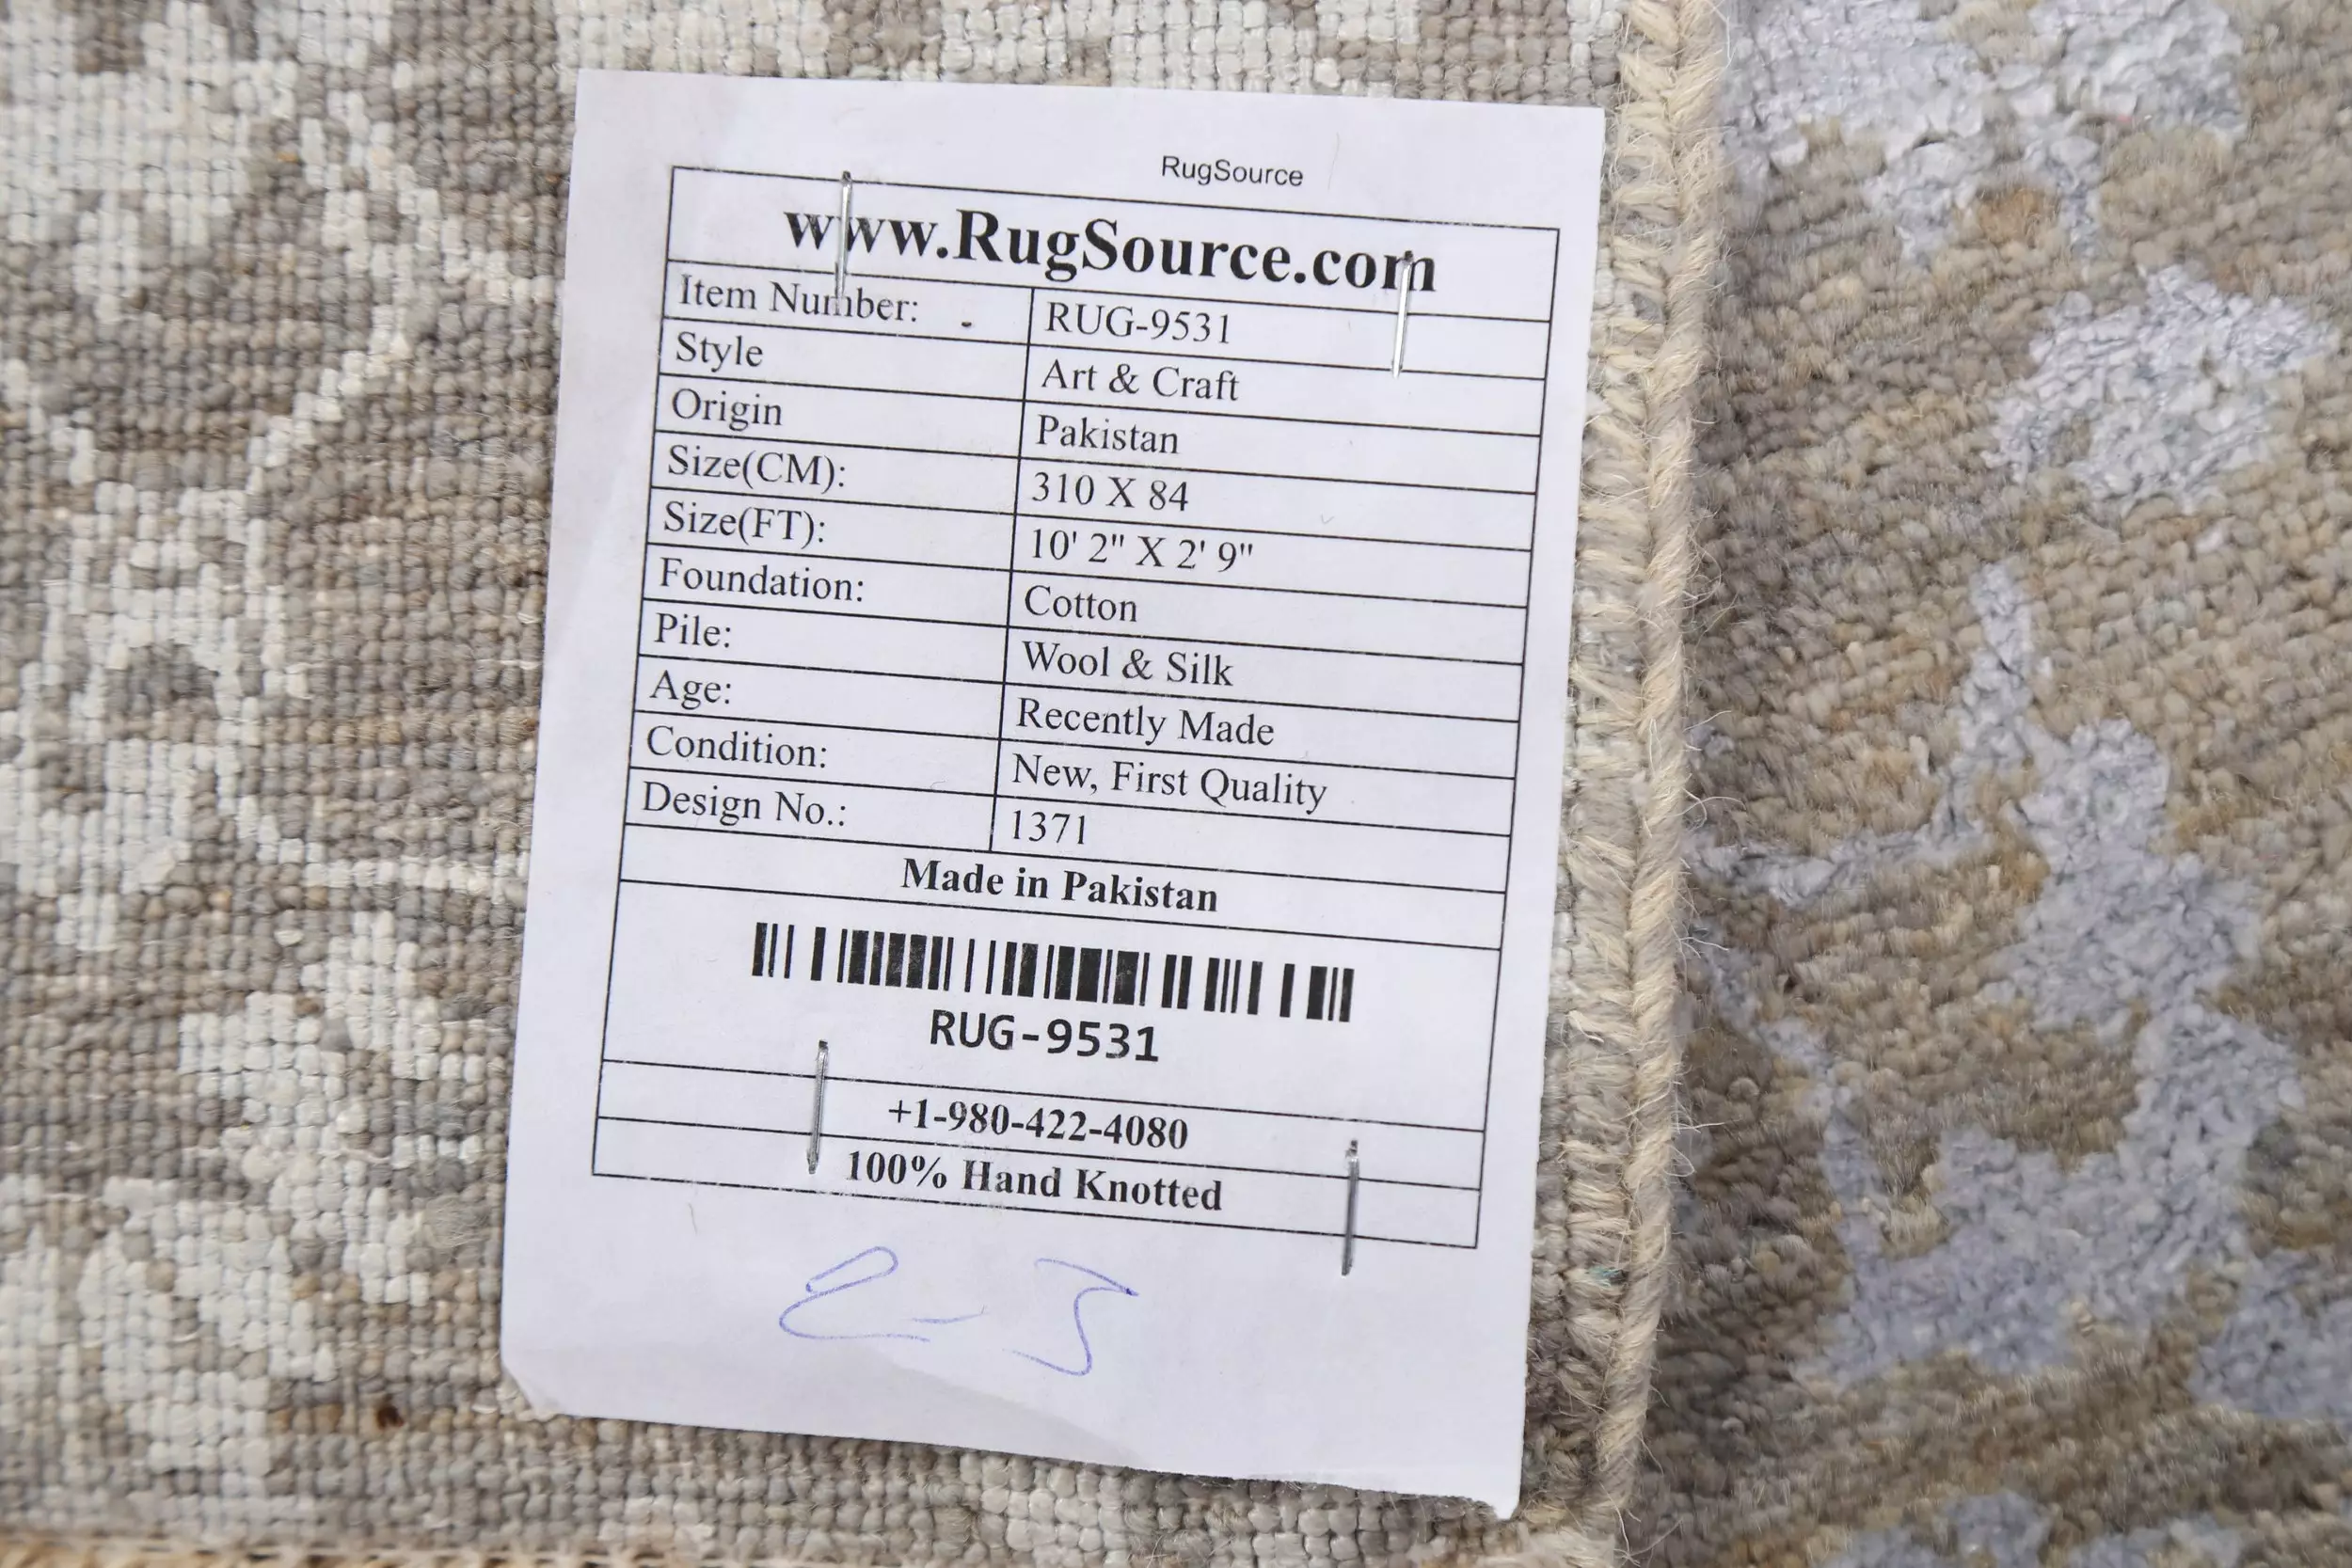 RugSource
www.RugSource.com
Item Number: RUG-9531
Style Art & Craft
Origin Pakistan
Size(CM): 310 X 84
Size(FT): 10' 2" X 2' 9"
Foundation: Cotton
Pile: Wool & Silk
Age: Recently Made
Condition: New, First Quality
Design No.: 1371
Made in Pakistan
RUG-9531
+1-980-422-4080
100% Hand Knotted